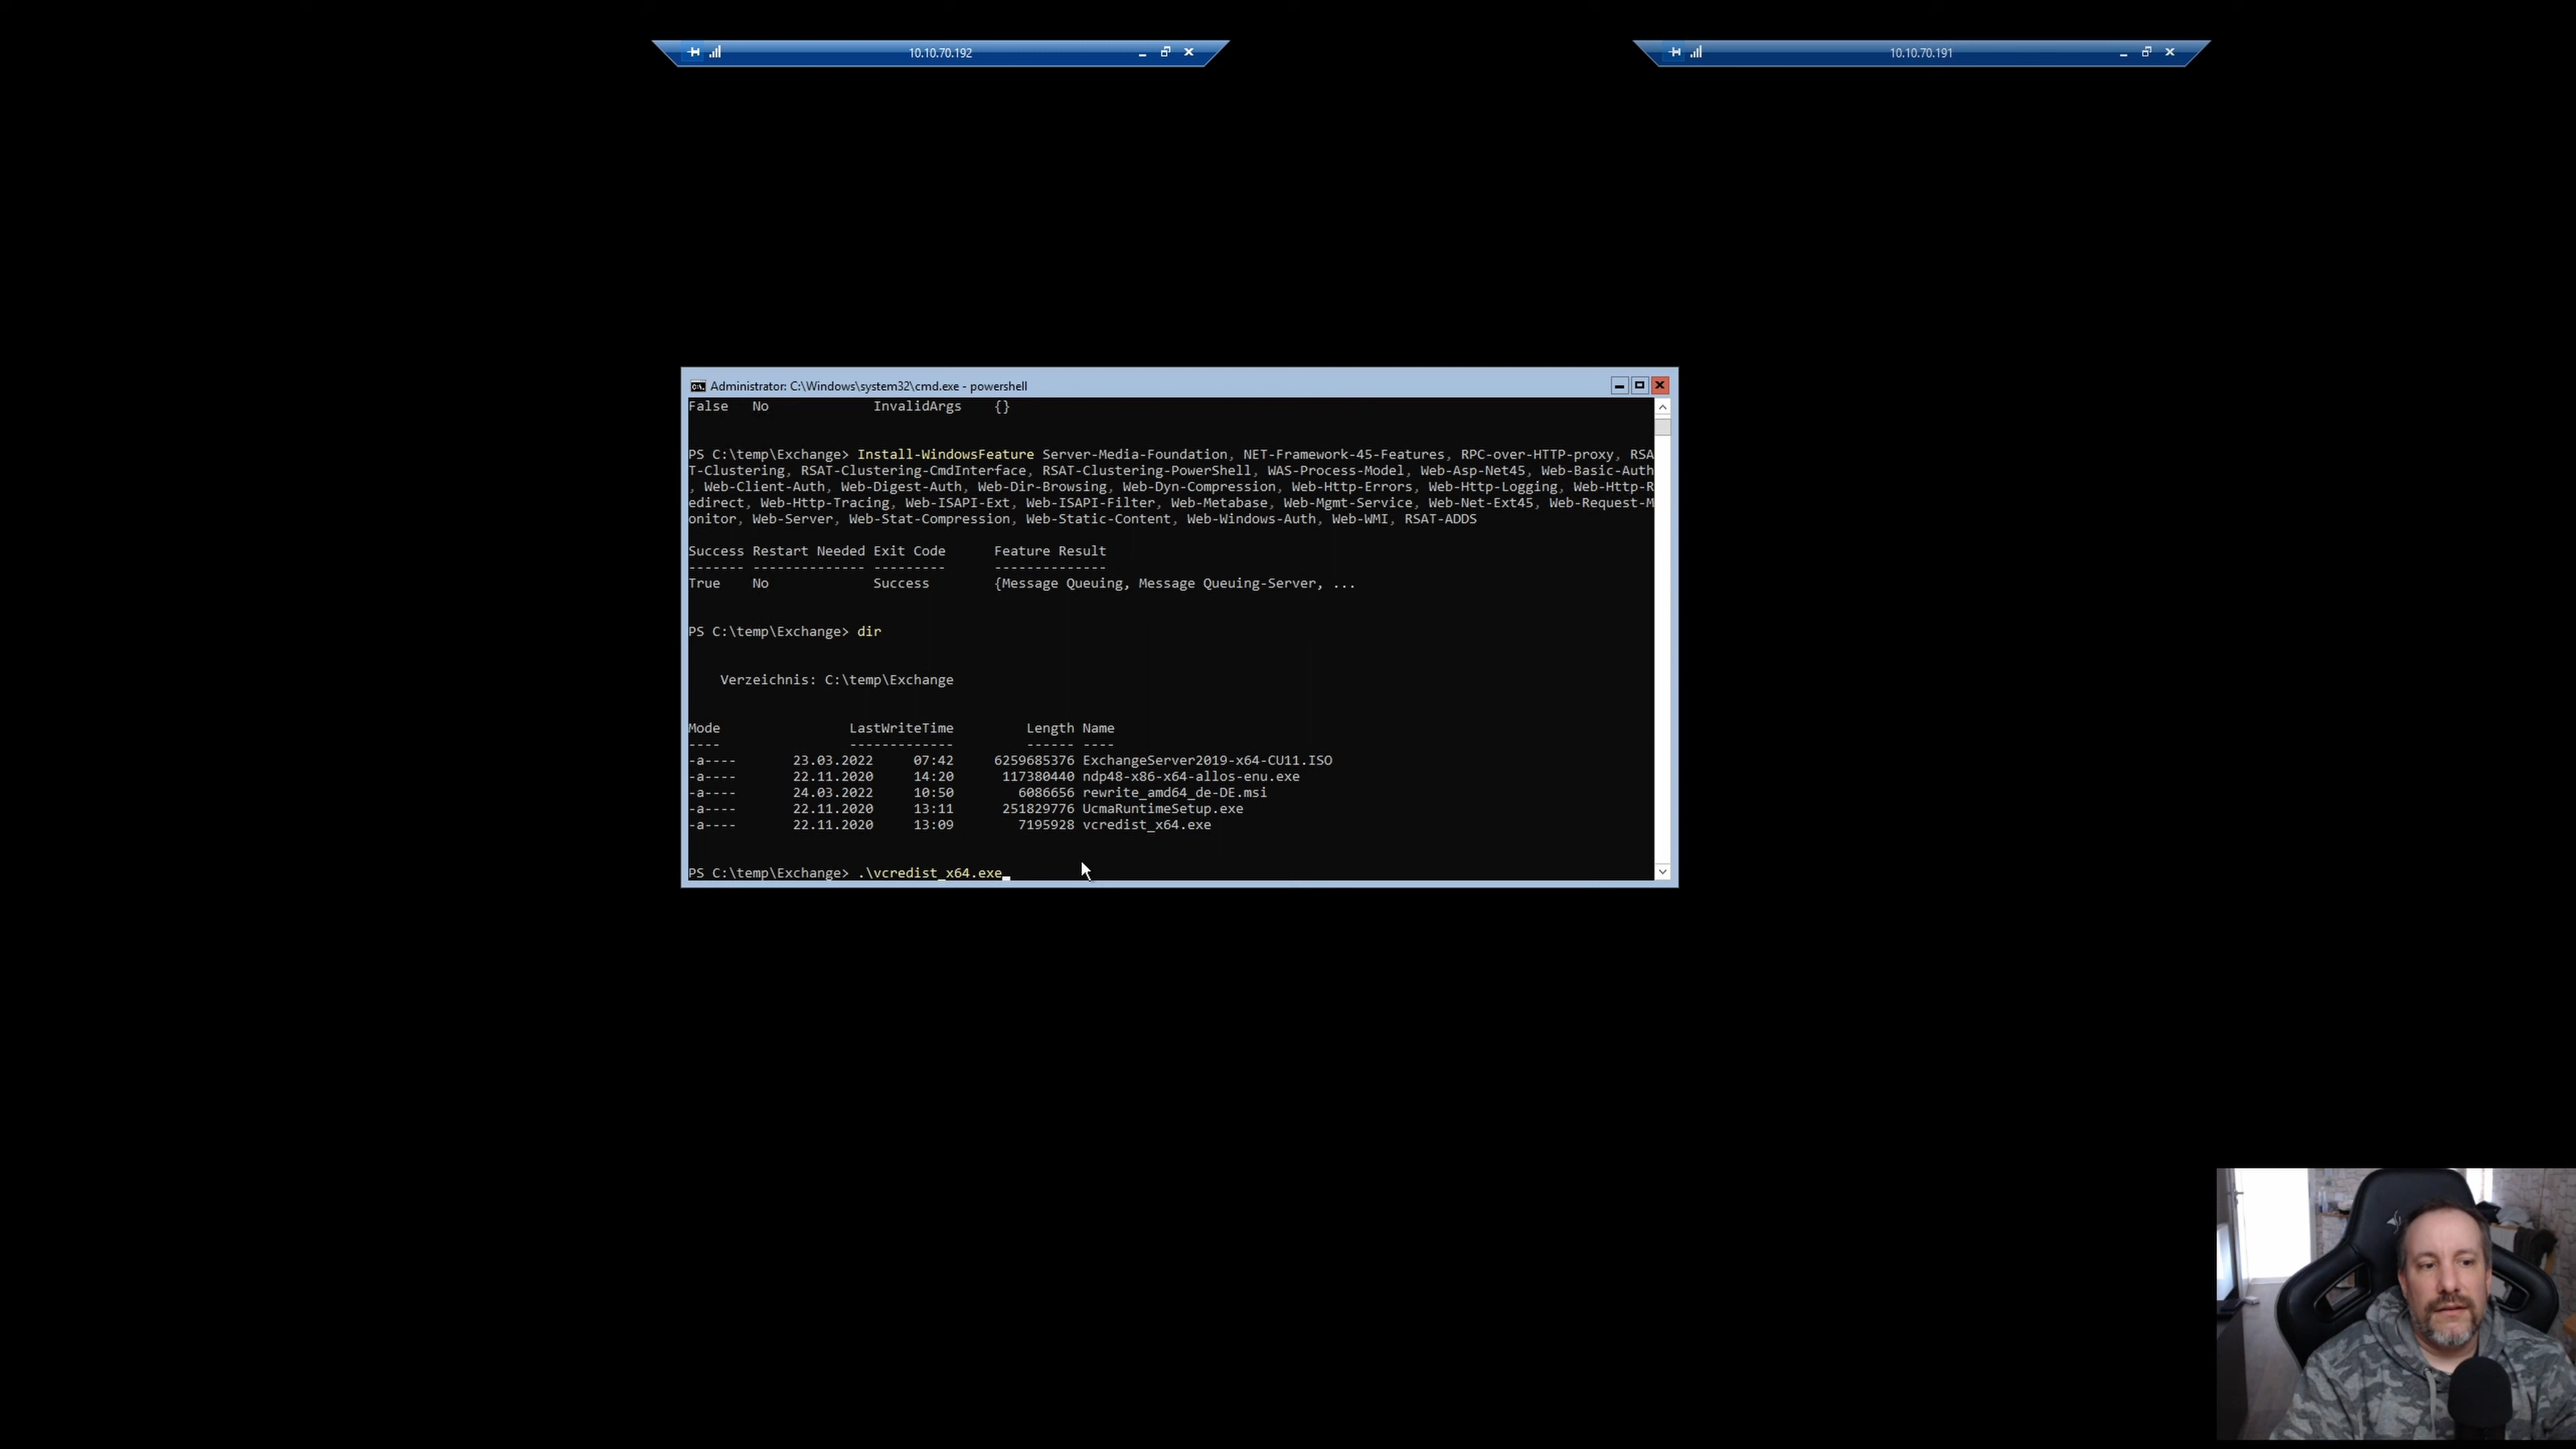 10.10.70.192
10.10.70.191
Administrator: C:\Windows\system32\cmd.exe - powershell
False   No             InvalidArgs    {}
PS C:\temp\Exchange> Install-WindowsFeature Server-Media-Foundation, NET-Framework-45-Features, RPC-over-HTTP-proxy, RSA
T-Clustering, RSAT-Clustering-CmdInterface, RSAT-Clustering-PowerShell, WAS-Process-Model, Web-Asp-Net45, Web-Basic-Auth
, Web-Client-Auth, Web-Digest-Auth, Web-Dir-Browsing, Web-Dyn-Compression, Web-Http-Errors, Web-Http-Logging, Web-Http-R
edirect, Web-Http-Tracing, Web-ISAPI-Ext, Web-ISAPI-Filter, Web-Metabase, Web-Mgmt-Service, Web-Net-Ext45, Web-Request-M
onitor, Web-Server, Web-Stat-Compression, Web-Static-Content, Web-Windows-Auth, Web-WMI, RSAT-ADDS
Success Restart Needed Exit Code      Feature Result
------- -------------- ---------      --------------
True    No             Success        {Message Queuing, Message Queuing-Server, ...
PS C:\temp\Exchange> dir
    Verzeichnis: C:\temp\Exchange
Mode                LastWriteTime         Length Name
----                -------------         ------ ----
-a----       23.03.2022     07:42     6259685376 ExchangeServer2019-x64-CU11.ISO
-a----       22.11.2020     14:20      117380440 ndp48-x86-x64-allos-enu.exe
-a----       24.03.2022     10:50        6086656 rewrite_amd64_de-DE.msi
-a----       22.11.2020     13:11      251829776 UcmaRuntimeSetup.exe
-a----       22.11.2020     13:09        7195928 vcredist_x64.exe
PS C:\temp\Exchange> .\vcredist_x64.exe